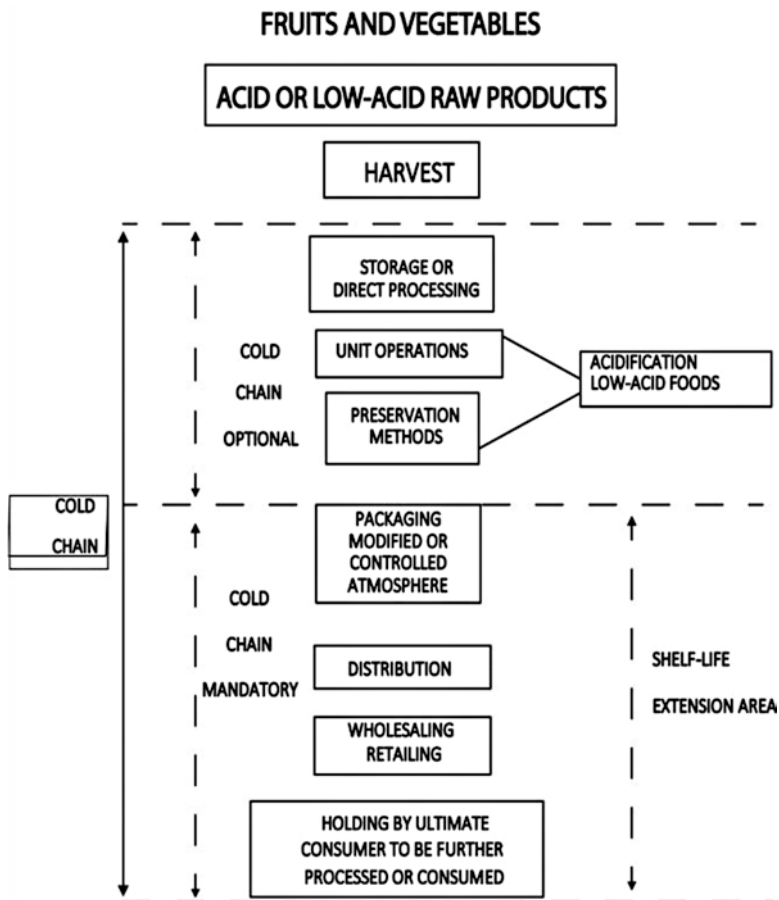 FRUITS AND VEGETABLES
ACID OR LOW-ACID RAW PRODUCTS
HARVEST
STORAGE OR
DIRECT PROCESSING
COLD
CHAIN
OPTIONAL
UNIT OPERATIONS
PRESERVATION
METHODS
ACIDIFICATION
LOW-ACID FOODS
COLD
CHAIN
PACKAGING
MODIFIED OR
CONTROLLED
ATMOSPHERE
COLD
CHAIN
MANDATORY
DISTRIBUTION
WHOLESALING
RETAILING
HOLDING BY ULTIMATE
CONSUMER TO BE FURTHER
PROCESSED OR CONSUMED
SHELF-LIFE
EXTENSION AREA